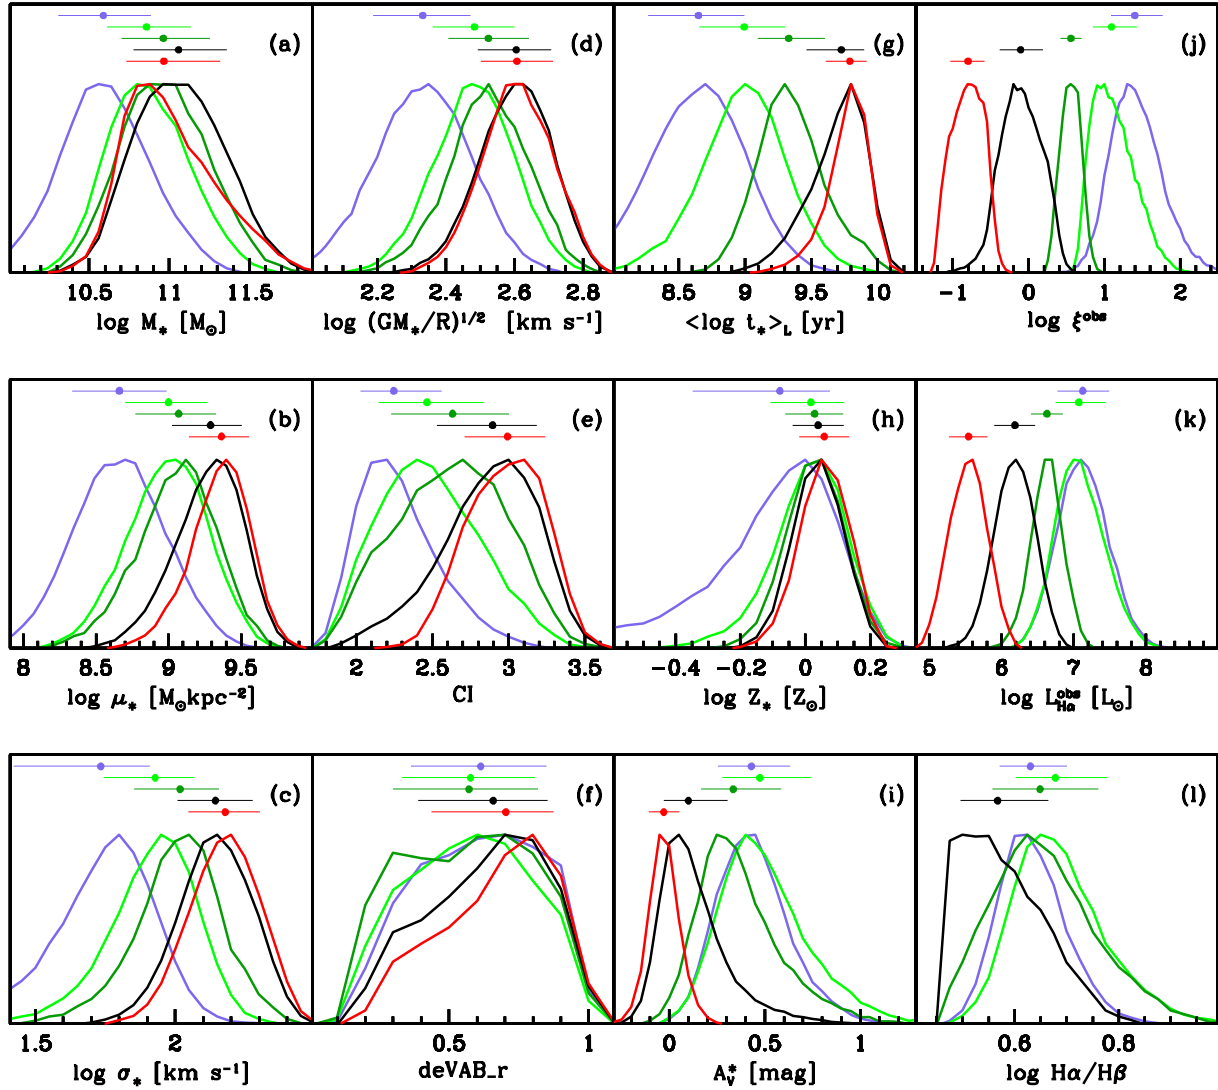 (a) (d) (g) (j)
10.5 11 11.5 2.2 2.4 2.6 2.8 8.5 9 9.5 10 −1 0 1 2
log M* [M⊙] log (GM*/R)^1/2 [km s⁻¹] <log t*>L [yr] log ξ^obs
(b) (e) (h) (k)
8 8.5 9 9.5 2 2.5 3 3.5 −0.4 −0.2 0 0.2 5 6 7 8
log μ* [M⊙kpc⁻²] CI log Z* [Z⊙] log L^obs_Hα [L⊙]
(c) (f) (i) (l)
1.5 2 0.5 1 0 0.5 1 0.6 0.8
log σ* [km s⁻¹] deVAB_r A^*_V [mag] log Hα/Hβ